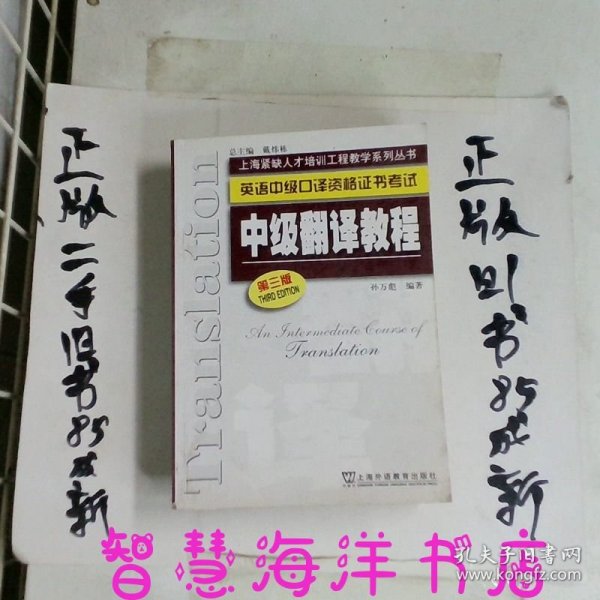 总主编 戴炜栋
上海紧缺人才培训工程教学系列丛书
英语中级口译资格证书考试
中级翻译教程
第三版
THIRD EDITION
孙万彪 编著
An Intermediate Course of
Translation
Translation
译
上海外语教育出版社
正版二手旧书85成新
正版旧书85成新
智慧海洋书店
孔夫子旧书网
www.kongfz.com